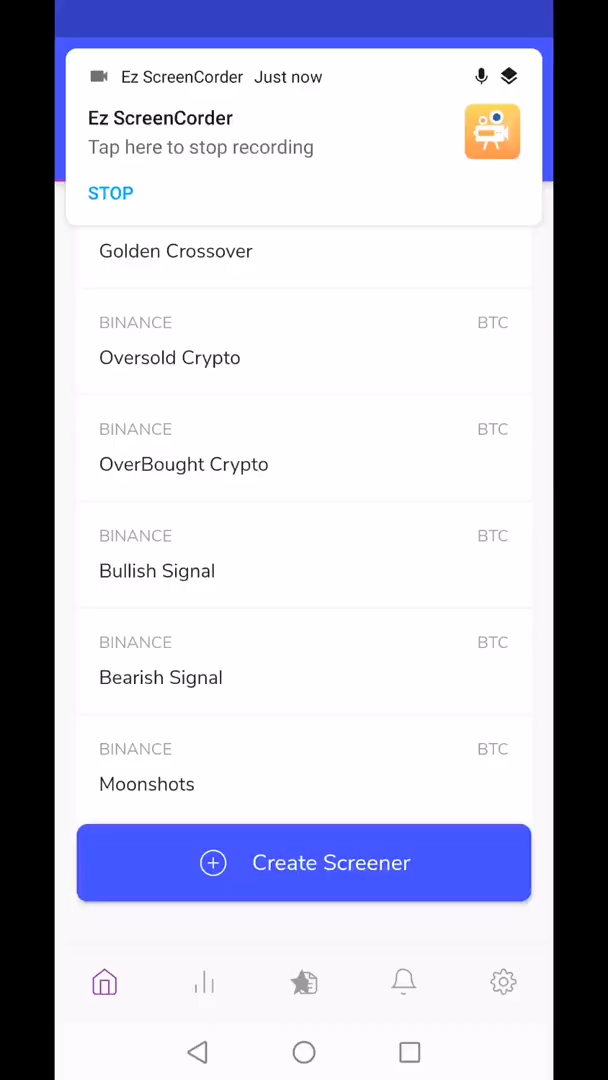 Ez ScreenCorder Just now
Ez ScreenCorder
Tap here to stop recording
STOP
Golden Crossover
BINANCE BTC
Oversold Crypto
BINANCE BTC
OverBought Crypto
BINANCE BTC
Bullish Signal
BINANCE BTC
Bearish Signal
BINANCE BTC
Moonshots
Create Screener